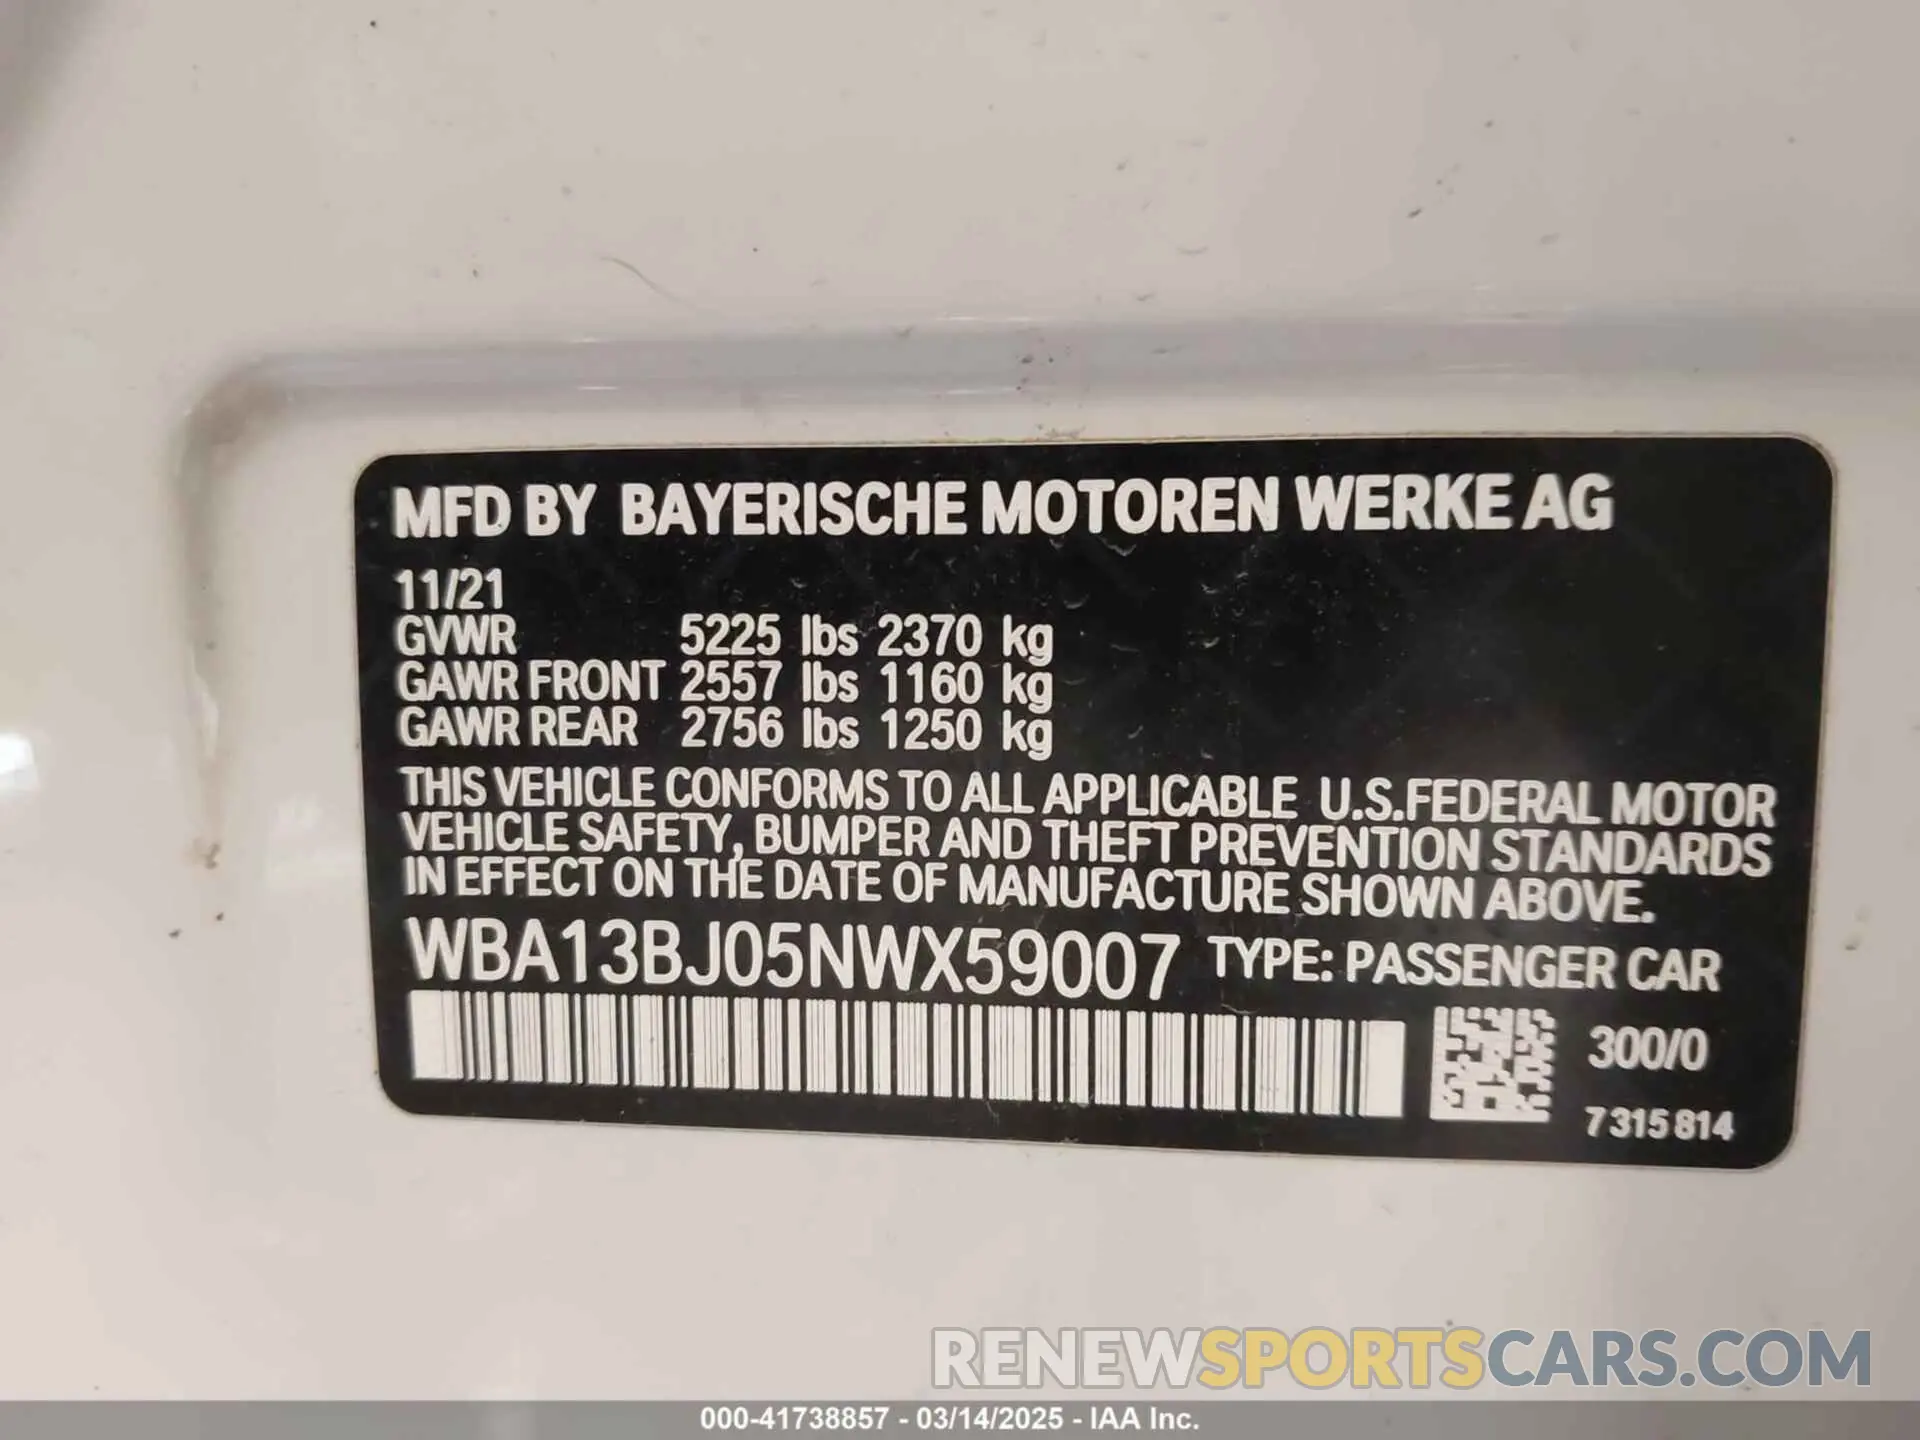 MFD BY BAYERISCHE MOTOREN WERKE AG
11/21
GVWR 5225 lbs 2370 kg
GAWR FRONT 2557 lbs 1160 kg
GAWR REAR 2756 lbs 1250 kg
THIS VEHICLE CONFORMS TO ALL APPLICABLE U.S.FEDERAL MOTOR
VEHICLE SAFETY, BUMPER AND THEFT PREVENTION STANDARDS
IN EFFECT ON THE DATE OF MANUFACTURE SHOWN ABOVE.
WBA13BJ05NWX59007 TYPE: PASSENGER CAR
300/0
7 315 814
RENEWSPORTSCARS.COM
000-41738857 - 03/14/2025 - IAA Inc.